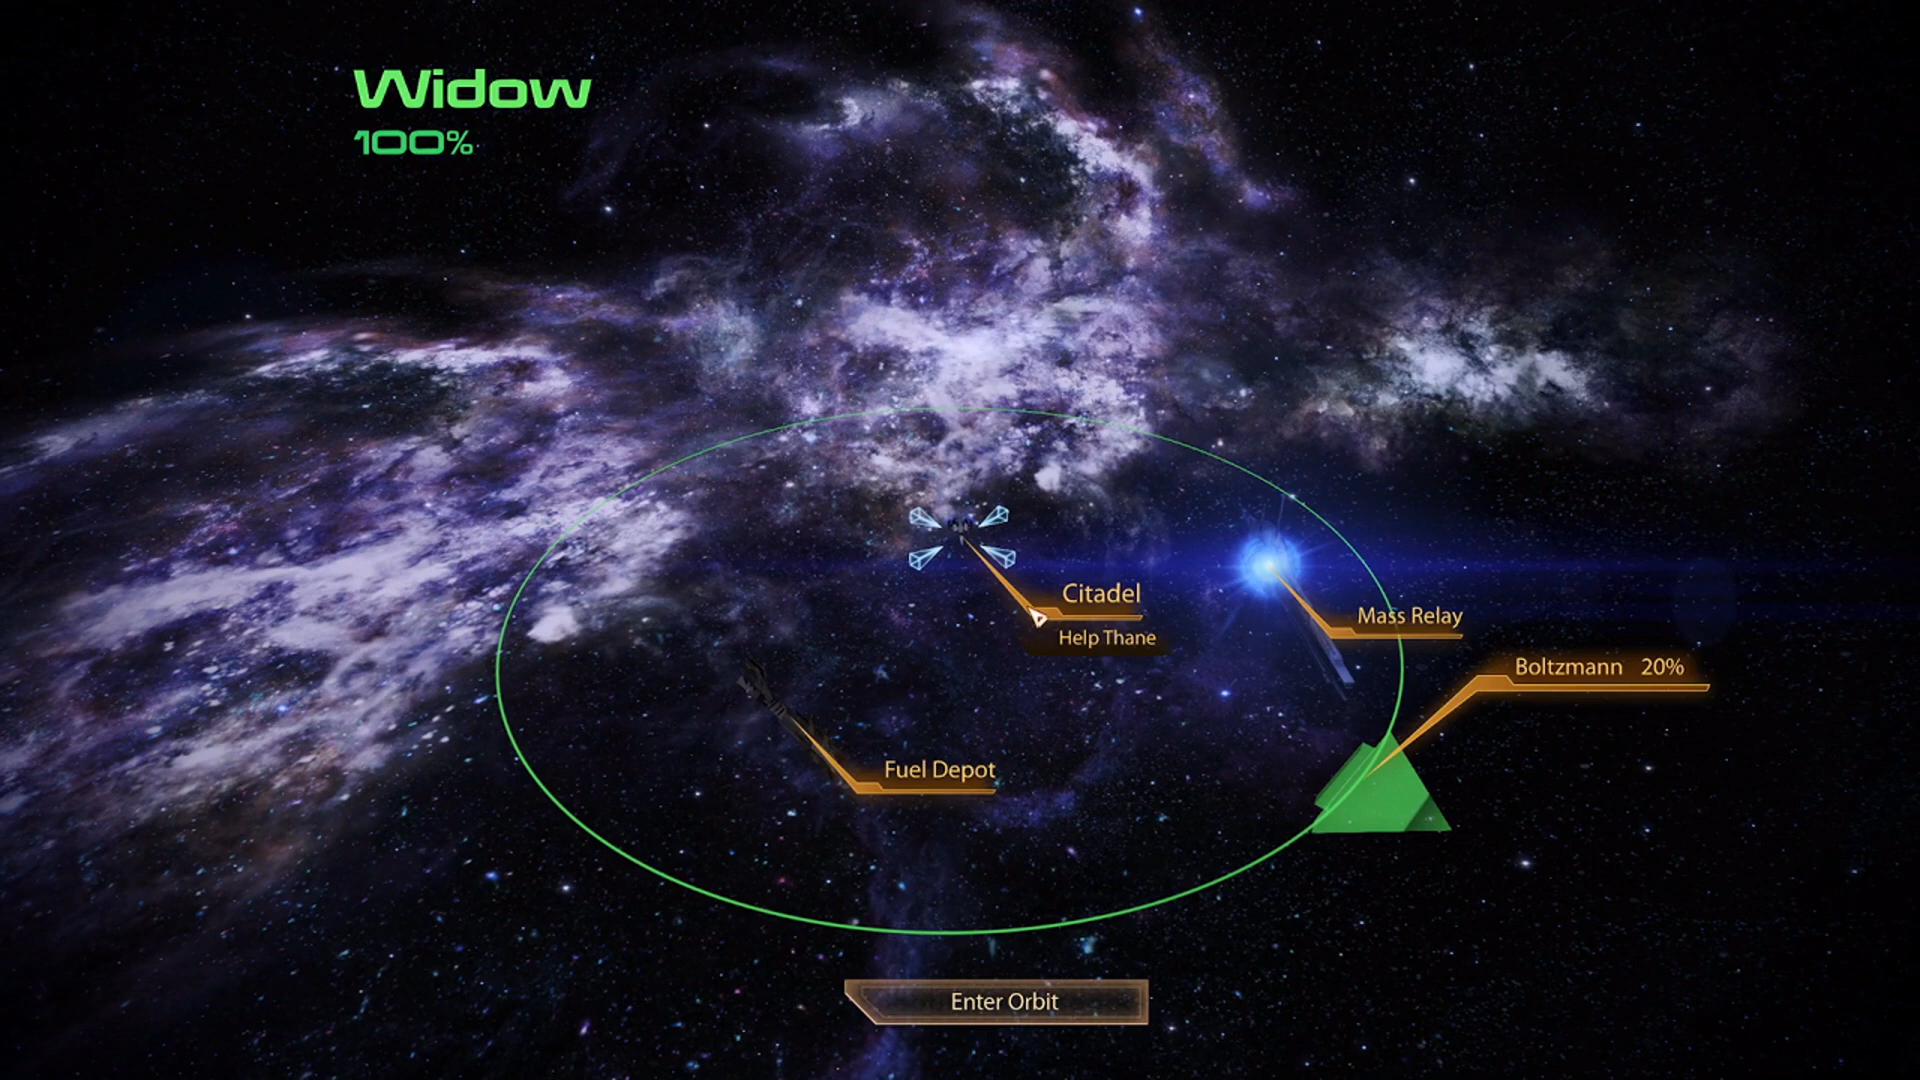 Widow
100%
Citadel
Help Thane
Mass Relay
Boltzmann 20%
Fuel Depot
Enter Orbit